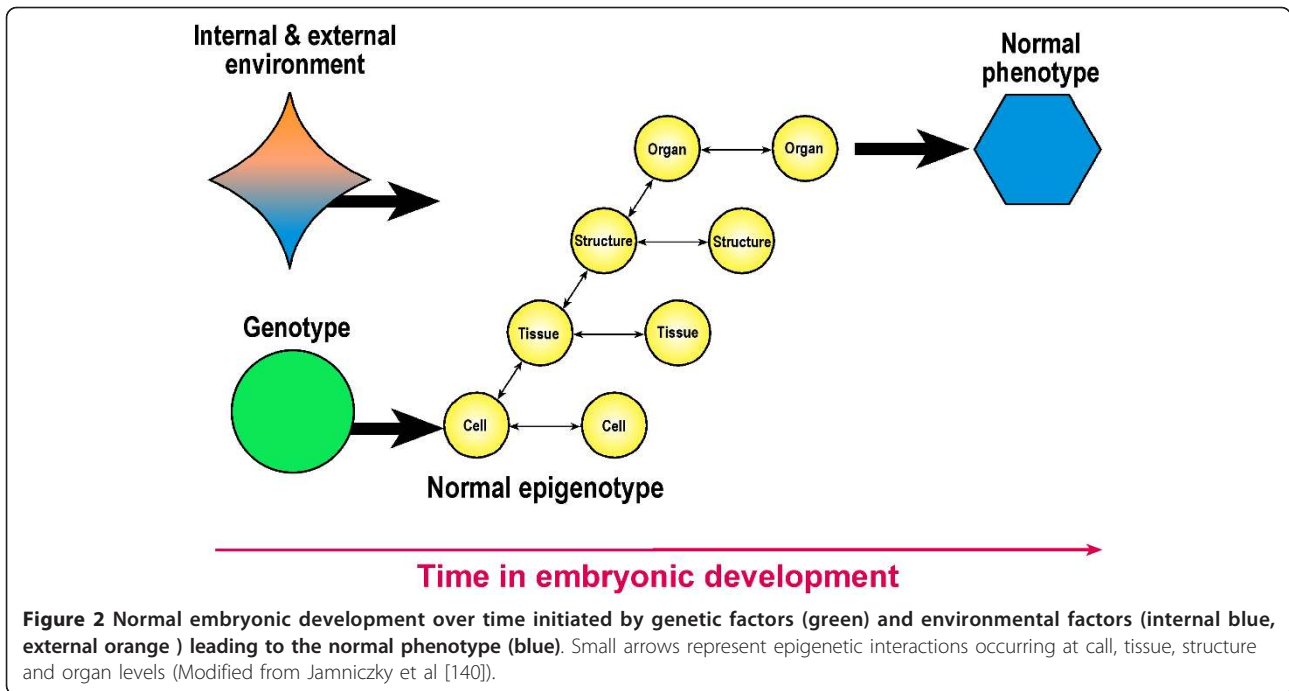 Internal & external
environment
Normal
phenotype
Organ
Organ
Structure
Structure
Genotype
Tissue
Tissue
Cell
Cell
Normal epigenotype
Time in embryonic development
Figure 2 Normal embryonic development over time initiated by genetic factors (green) and environmental factors (internal blue,
external orange ) leading to the normal phenotype (blue). Small arrows represent epigenetic interactions occurring at call, tissue, structure
and organ levels (Modified from Jamniczky et al [140]).